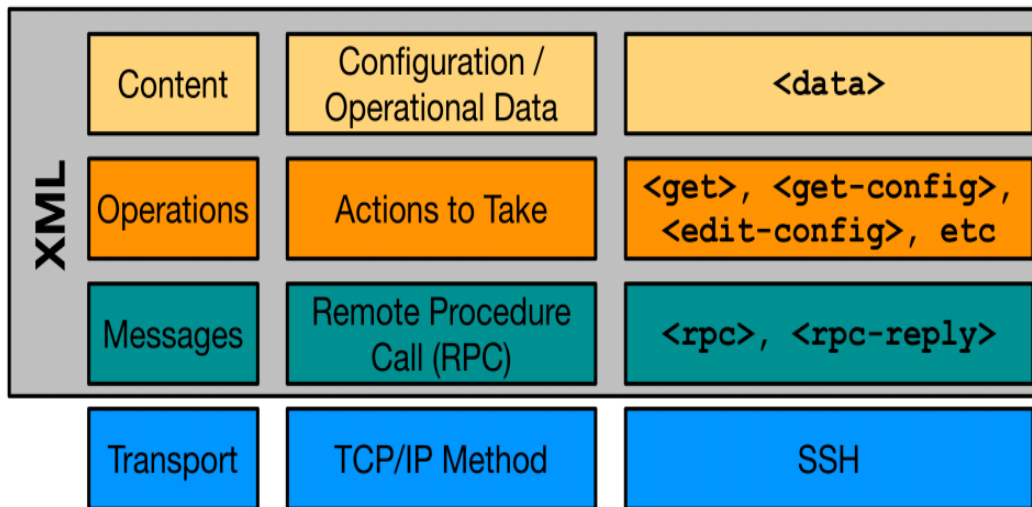 XML
Content
Configuration /
Operational Data
<data>
Operations
Actions to Take
<get>, <get-config>,
<edit-config>, etc
Messages
Remote Procedure
Call (RPC)
<rpc>, <rpc-reply>
Transport
TCP/IP Method
SSH